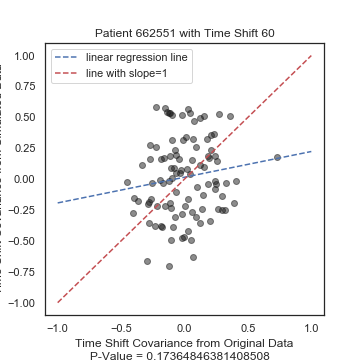 Patient 662551 with Time Shift 60
linear regression line
line with slope=1
1.00
0.75
0.50
0.25
0.00
−0.25
−0.50
−0.75
−1.00
−1.0 −0.5 0.0 0.5 1.0
Time Shift Covariance from Original Data
P-Value = 0.17364846381408508